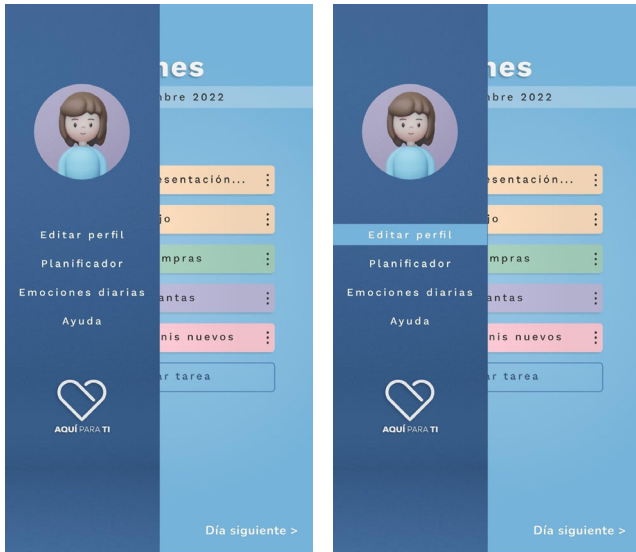 nes
mbre 2022
esentación...
jo
mpras
antas
nis nuevos
ar tarea
Editar perfil
Planificador
Emociones diarias
Ayuda
AQUÍ PARA TI
Día siguiente >
nes
mbre 2022
esentación...
jo
mpras
antas
nis nuevos
ar tarea
Editar perfil
Planificador
Emociones diarias
Ayuda
AQUÍ PARA TI
Día siguiente >